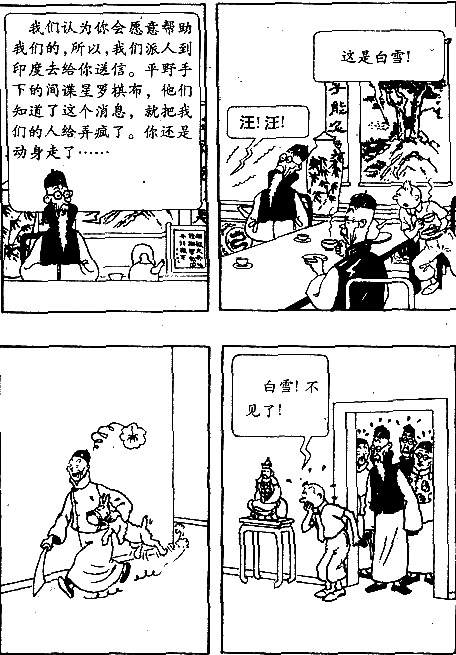 我们认为你会愿意帮助
我们的,所以,我们派人到
印度去给你送信。平野手
下的间谍星罗棋布,他们
知道了这个消息,就把我
们的人给弄疯了。你还是
动身走了……
这是白雪!
汪!汪!
白雪!不
见了!